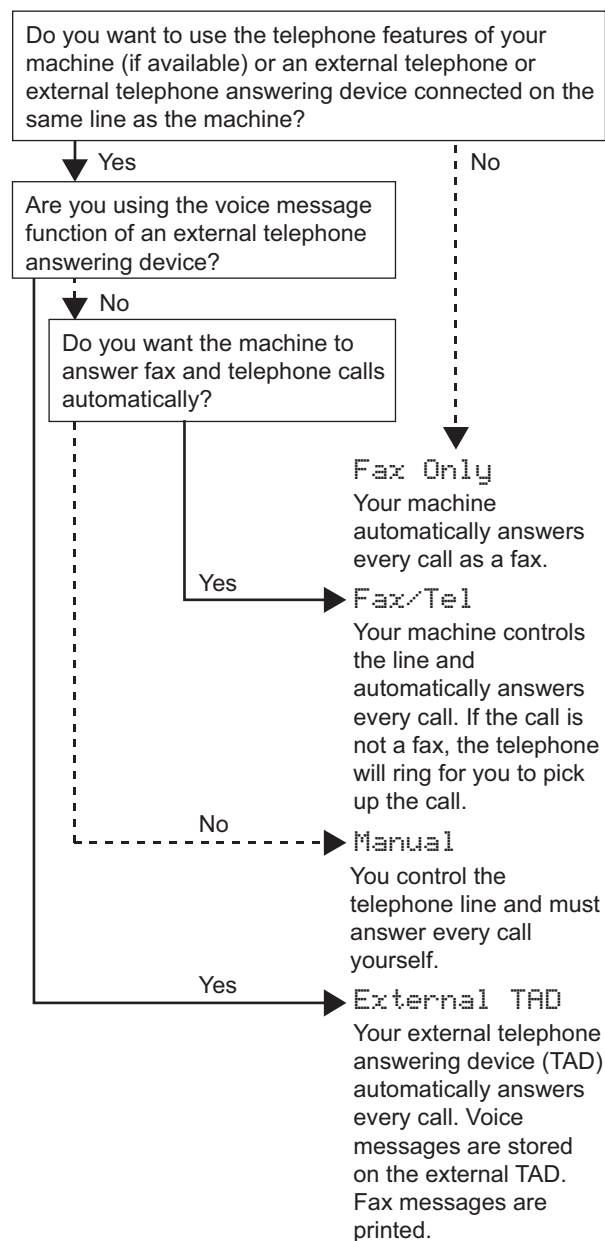 Do you want to use the telephone features of your
machine (if available) or an external telephone or
external telephone answering device connected on the
same line as the machine?
Yes
No
Are you using the voice message
function of an external telephone
answering device?
No
Do you want the machine to
answer fax and telephone calls
automatically?
Fax Only
Your machine
automatically answers
every call as a fax.
Yes
Fax/Tel
Your machine controls
the line and
automatically answers
every call. If the call is
not a fax, the telephone
will ring for you to pick
up the call.
No
Manual
You control the
telephone line and must
answer every call
yourself.
Yes
External TAD
Your external telephone
answering device (TAD)
automatically answers
every call. Voice
messages are stored
on the external TAD.
Fax messages are
printed.